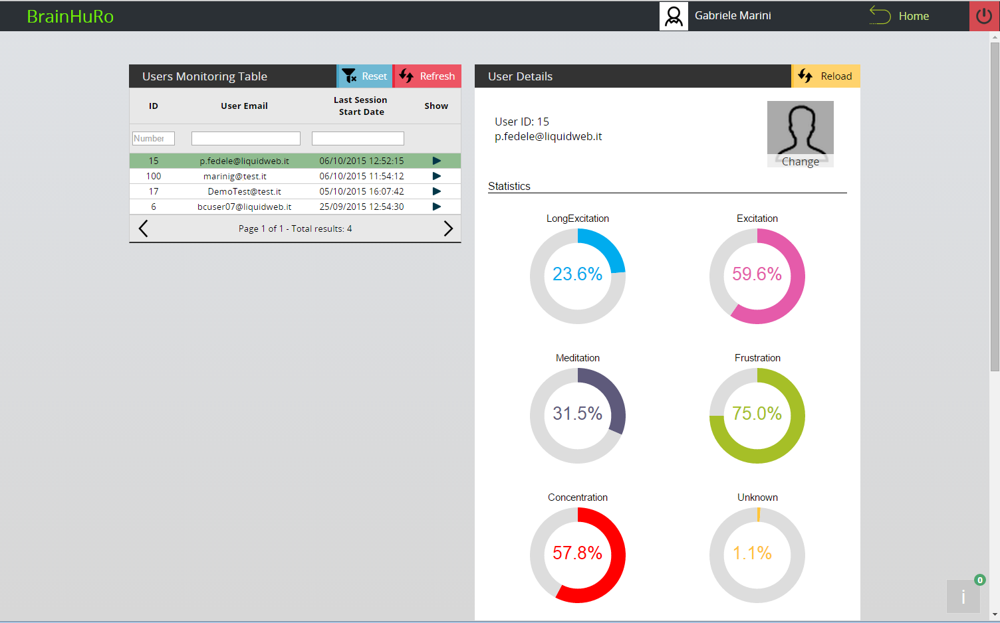 BrainHuRo
Gabriele Marini
Home
Users Monitoring Table
Reset
Refresh
ID
User Email
Last Session
Start Date
Show
Number
15 p.fedele@liquidweb.it 06/10/2015 12:52:15
100 marinig@test.it 06/10/2015 11:54:12
17 DemoTest@test.it 05/10/2015 16:07:42
6 bcuser07@liquidweb.it 25/09/2015 12:54:30
Page 1 of 1 - Total results: 4
User Details
Reload
User ID: 15
p.fedele@liquidweb.it
Change
Statistics
LongExcitation
23.6%
Excitation
59.6%
Meditation
31.5%
Frustration
75.0%
Concentration
57.8%
Unknown
1.1%
0
i